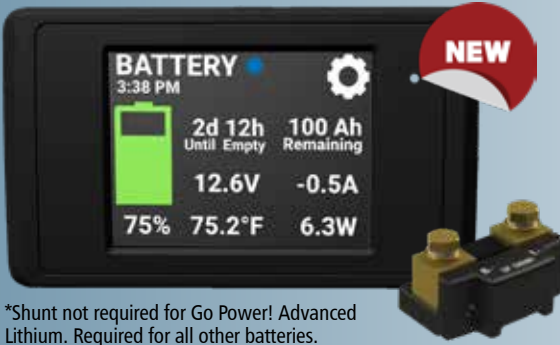 NEW
BATTERY
3:38 PM
2d 12h 100 Ah
Until Empty Remaining
12.6V -0.5A
75% 75.2°F 6.3W
*Shunt not required for Go Power! Advanced
Lithium. Required for all other batteries.